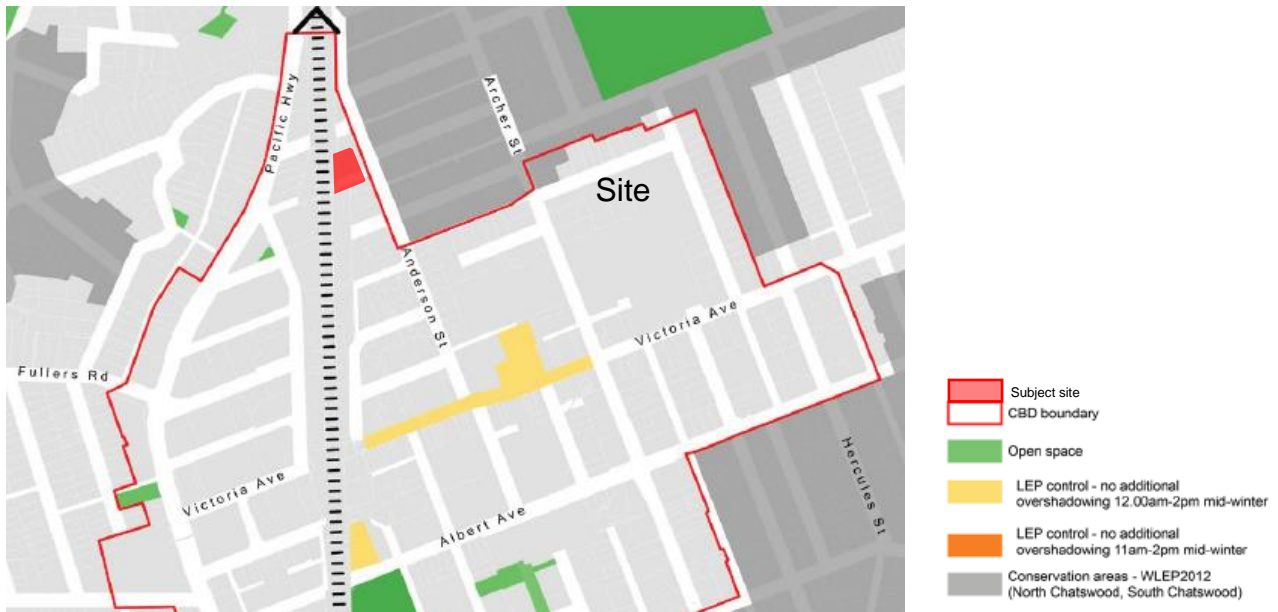 Pacific Hwy
Archer St
Site
Anderson St
Victoria Ave
Fullers Rd
Victoria Ave
Albert Ave
Hercules St
Subject site
CBD boundary
Open space
LEP control - no additional
overshadowing 12.00am-2pm mid-winter
LEP control - no additional
overshadowing 11am-2pm mid-winter
Conservation areas - WLEP2012
(North Chatswood, South Chatswood)